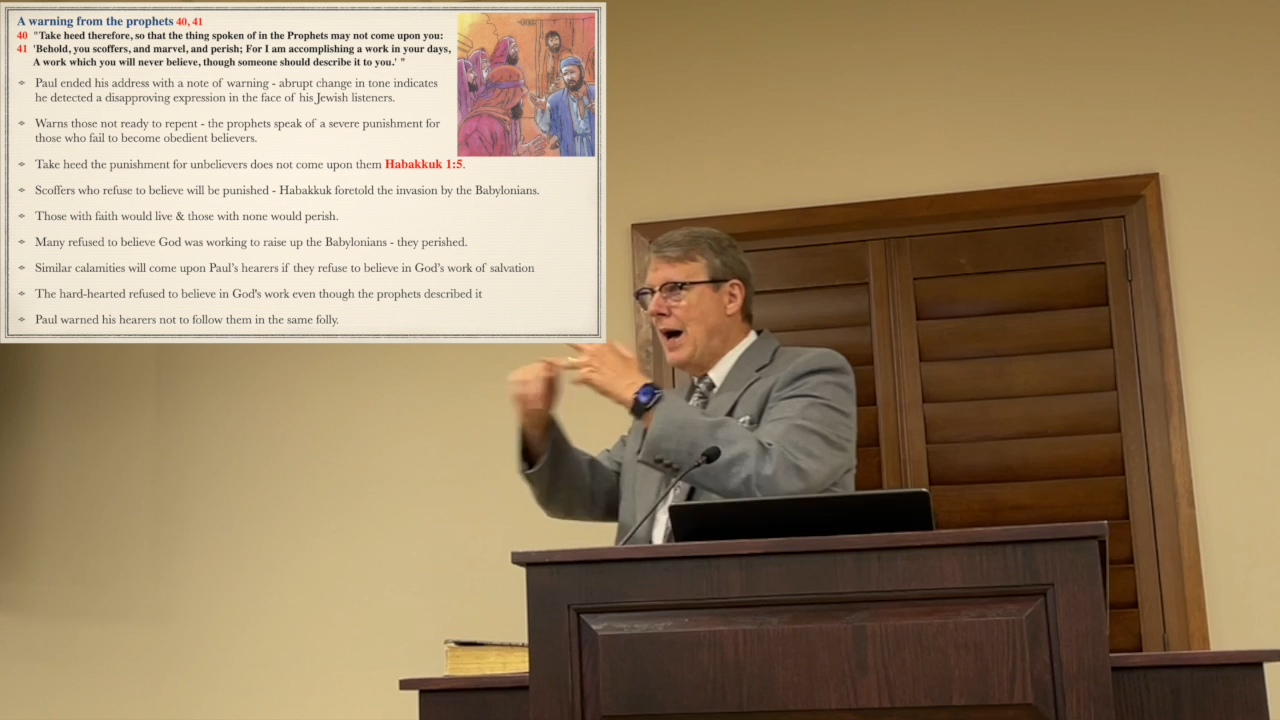 A warning from the prophets 40, 41
40 "Take heed therefore, so that the thing spoken of in the Prophets may not come upon you:
41 'Behold, you scoffers, and marvel, and perish; For I am accomplishing a work in your days,
A work which you will never believe, though someone should describe it to you.' "
Paul ended his address with a note of warning - abrupt change in tone indicates
he detected a disapproving expression in the face of his Jewish listeners.
Warns those not ready to repent - the prophets speak of a severe punishment for
those who fail to become obedient believers.
Take heed the punishment for unbelievers does not come upon them Habakkuk 1:5.
Scoffers who refuse to believe will be punished - Habakkuk foretold the invasion by the Babylonians.
Those with faith would live & those with none would perish.
Many refused to believe God was working to raise up the Babylonians - they perished.
Similar calamities will come upon Paul's hearers if they refuse to believe in God's work of salvation
The hard-hearted refused to believe in God's work even though the prophets described it
Paul warned his hearers not to follow them in the same folly.